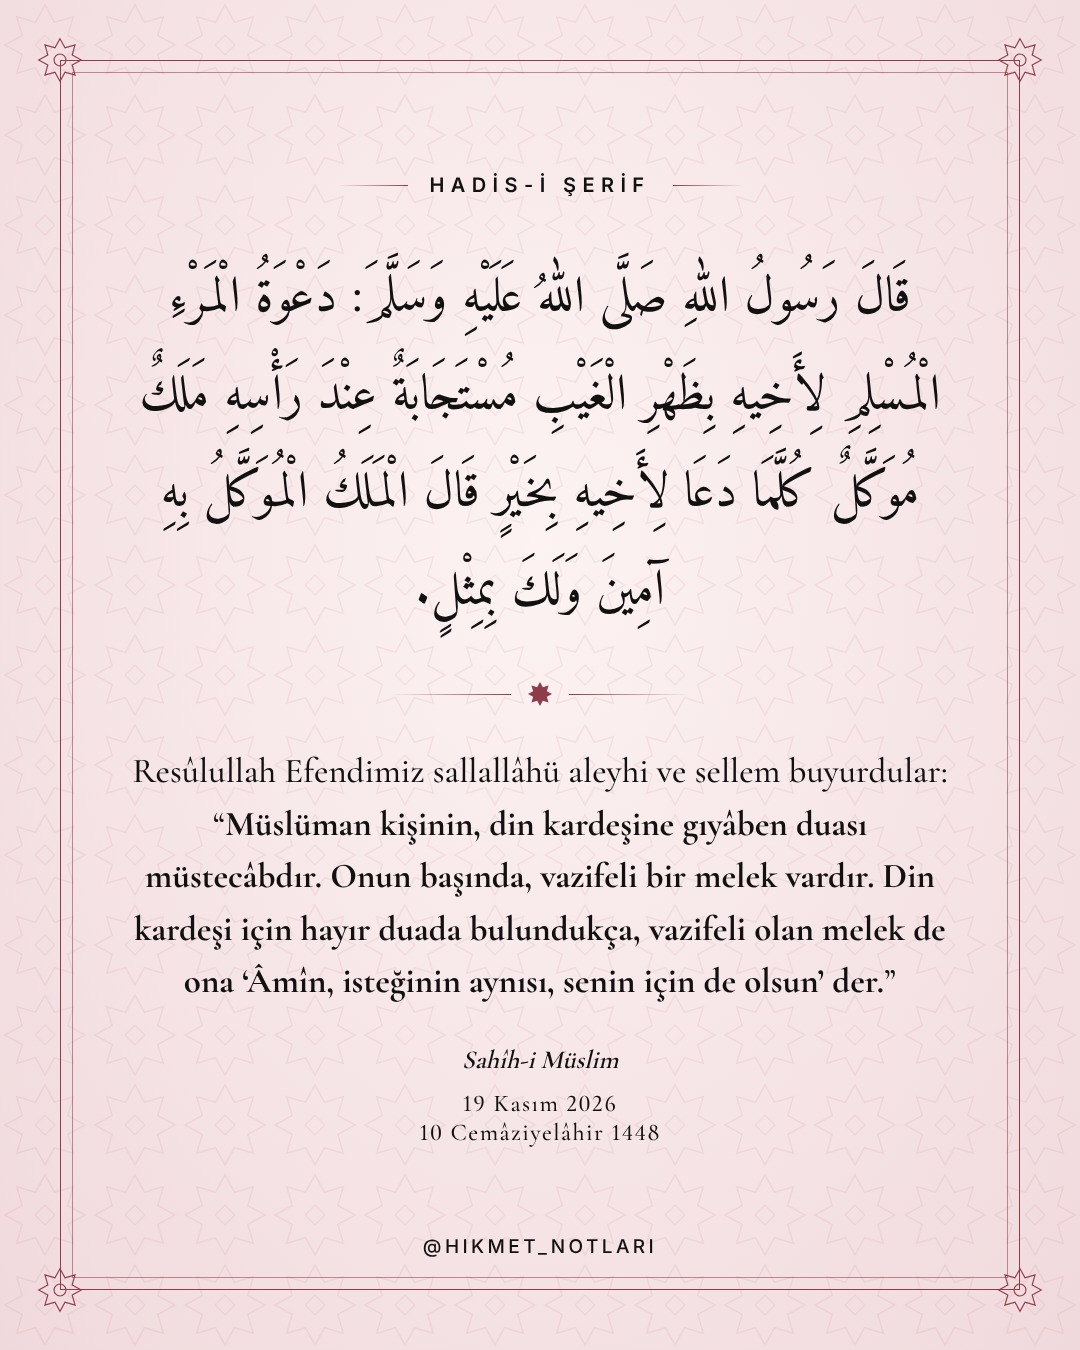 HADİS-İ ŞERİF
قَالَ رَسُولُ اللّٰهِ صَلَّى اللّٰهُ عَلَيْهِ وَسَلَّمَ: دَعْوَةُ الْمَرْءِ
الْمُسْلِمِ لِأَخِيهِ بِظَهْرِ الْغَيْبِ مُسْتَجَابَةٌ عِنْدَ رَأْسِهِ مَلَكٌ
مُوَكَّلٌ كُلَّمَا دَعَا لِأَخِيهِ بِخَيْرٍ قَالَ الْمَلَكُ الْمُوَكَّلُ بِهِ
آمِينَ وَلَكَ بِمِثْلٍ.
Resûlullah Efendimiz sallallâhü aleyhi ve sellem buyurdular:
“Müslüman kişinin, din kardeşine gıyâben duası
müstecâbdır. Onun başında, vazifeli bir melek vardır. Din
kardeşi için hayır duada bulundukça, vazifeli olan melek de
ona ‘Âmîn, isteğinin aynısı, senin için de olsun’ der.”
Sahîh-i Müslim
19 Kasım 2026
10 Cemâziyelâhir 1448
@HIKMET_NOTLARI